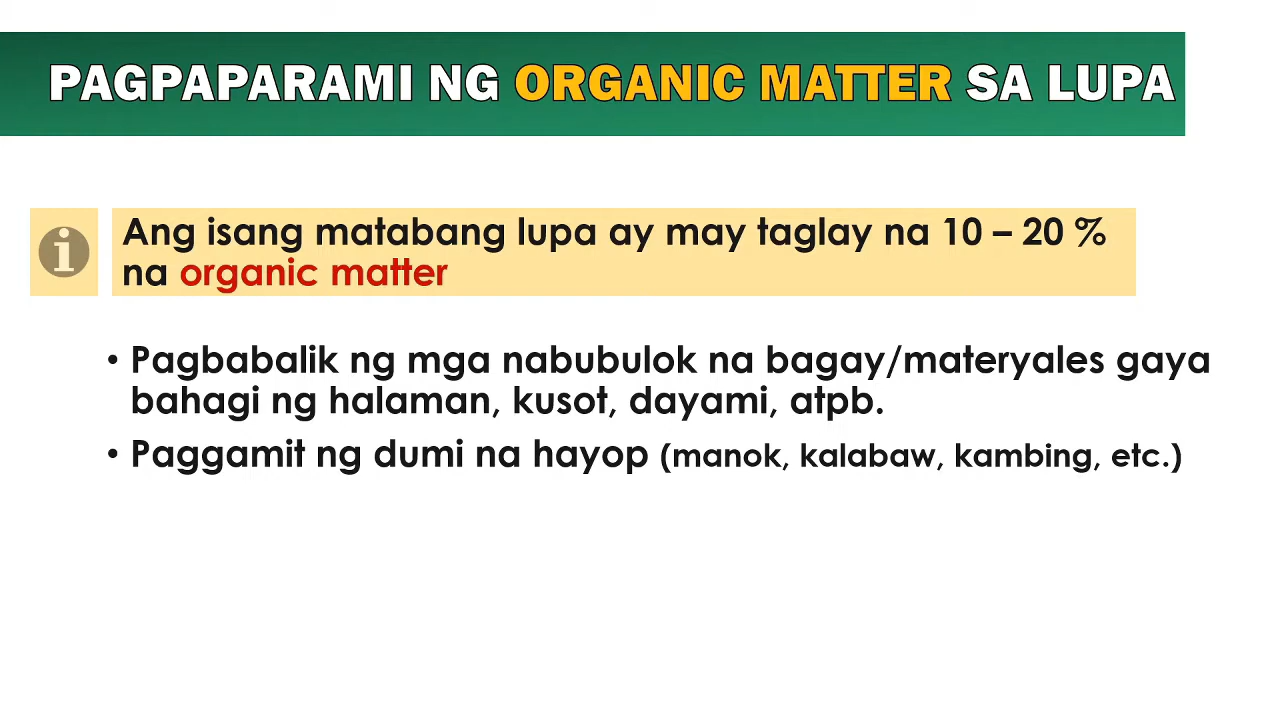 PAGPAPARAMI NG ORGANIC MATTER SA LUPA
Ang isang matabang lupa ay may taglay na 10 – 20 %
na organic matter
• Pagbabalik ng mga nabubulok na bagay/materyales gaya
bahagi ng halaman, kusot, dayami, atpb.
• Paggamit ng dumi na hayop (manok, kalabaw, kambing, etc.)